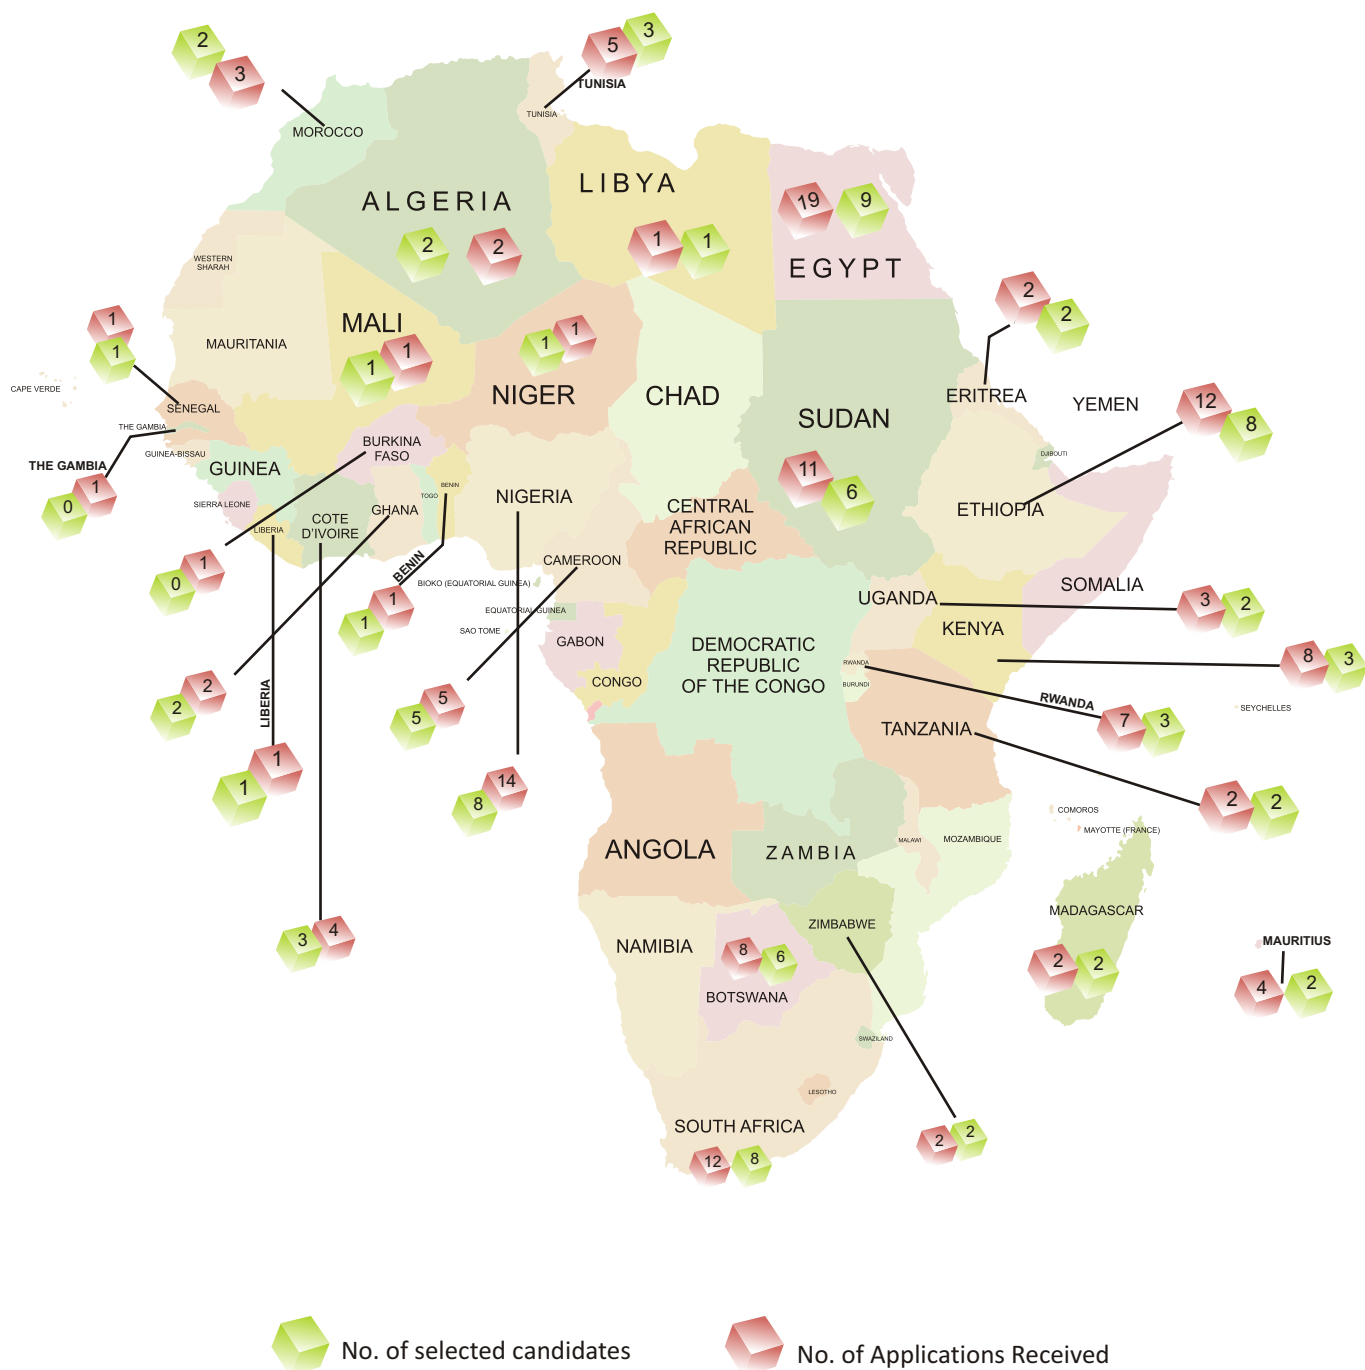 2
3
5
3
TUNISIA
TUNISIA
MOROCCO
ALGERIA
2
2
LIBYA
1
1
19
9
EGYPT
WESTERN
SHARAH
MAURITANIA
MALI
1
1
1
1
NIGER
CHAD
SUDAN
11
6
2
2
ERITREA
YEMEN
12
8
DJIBOUTI
ETHIOPIA
1
1
CAPE VERDE
SENEGAL
THE GAMBIA
GUINEA-BISSAU
THE GAMBIA
1
0
GUINEA
SIERRA LEONE
LIBERIA
COTE
D'IVOIRE
BURKINA
FASO
GHANA
TOGO
BENIN
NIGERIA
CENTRAL
AFRICAN
REPUBLIC
CAMEROON
BIOKO (EQUATORIAL GUINEA)
EQUATORIAL GUINEA
SAO TOME
GABON
CONGO
DEMOCRATIC
REPUBLIC
OF THE CONGO
UGANDA
KENYA
SOMALIA
3
2
8
3
RWANDA
BURUNDI
RWANDA
7
3
SEYCHELLES
TANZANIA
2
2
0
1
BENIN
1
1
2
2
LIBERIA
1
1
5
5
14
8
3
4
ANGOLA
ZAMBIA
MALAWI
MOZAMBIQUE
COMOROS
MAYOTTE (FRANCE)
MADAGASCAR
2
2
MAURITIUS
4
2
NAMIBIA
ZIMBABWE
8
6
BOTSWANA
SWAZILAND
LESOTHO
SOUTH AFRICA
12
8
2
2
No. of selected candidates
No. of Applications Received